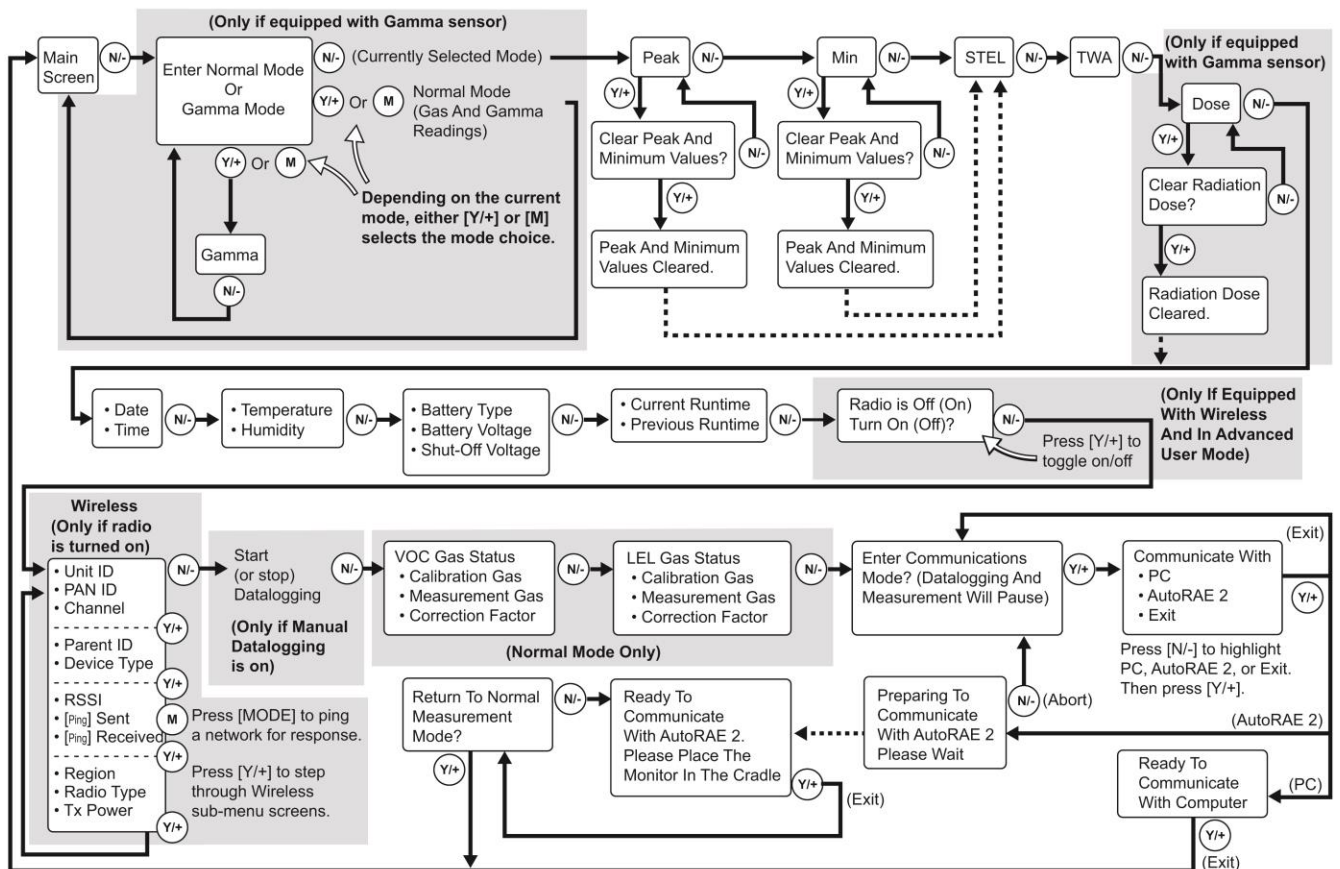 (Only if equipped with Gamma sensor)
Main
Screen
N/-
Enter Normal Mode
Or
Gamma Mode
N/- (Currently Selected Mode)
Y/+ Or M
Normal Mode
(Gas And Gamma
Readings)
Y/+ Or M
Depending on the current
mode, either [Y/+] or [M]
selects the mode choice.
Gamma
N/-
Peak
N/-
Y/+
Clear Peak And
Minimum Values?
N/-
Y/+
Peak And Minimum
Values Cleared.
Min
N/-
Y/+
Clear Peak And
Minimum Values?
N/-
Y/+
Peak And Minimum
Values Cleared.
STEL
N/-
TWA
N/-
(Only if equipped
with Gamma sensor)
Dose
N/-
Y/+
Clear Radiation
Dose?
N/-
Y/+
Radiation Dose
Cleared.
• Date
• Time
N/-
• Temperature
• Humidity
N/-
• Battery Type
• Battery Voltage
• Shut-Off Voltage
N/-
• Current Runtime
• Previous Runtime
N/-
Radio is Off (On)
Turn On (Off)?
N/-
Press [Y/+] to
toggle on/off
(Only If Equipped
With Wireless
And In Advanced
User Mode)
Wireless
(Only if radio
is turned on)
• Unit ID
• PAN ID
• Channel
N/-
Y/+
• Parent ID
• Device Type
Y/+
• RSSI
• [Ping] Sent
• [Ping] Received
M
Press [MODE] to ping
a network for response.
Y/+
• Region
• Radio Type
• Tx Power
Y/+
Press [Y/+] to step
through Wireless
sub-menu screens.
Start
(or stop)
Datalogging
N/-
(Only if Manual
Datalogging
is on)
VOC Gas Status
• Calibration Gas
• Measurement Gas
• Correction Factor
N/-
LEL Gas Status
• Calibration Gas
• Measurement Gas
• Correction Factor
N/-
(Normal Mode Only)
Enter Communications
Mode? (Datalogging And
Measurement Will Pause)
Y/+
Communicate With
• PC
• AutoRAE 2
• Exit
(Exit)
Y/+
Press [N/-] to highlight
PC, AutoRAE 2, or Exit.
Then press [Y/+].
(AutoRAE 2)
Return To Normal
Measurement
Mode?
N/-
Y/+
Ready To
Communicate
With AutoRAE 2.
Please Place The
Monitor In The Cradle
Y/+
(Exit)
Preparing To
Communicate
With AutoRAE 2
Please Wait
N/- (Abort)
Ready To
Communicate
With Computer
(PC)
Y/+
(Exit)